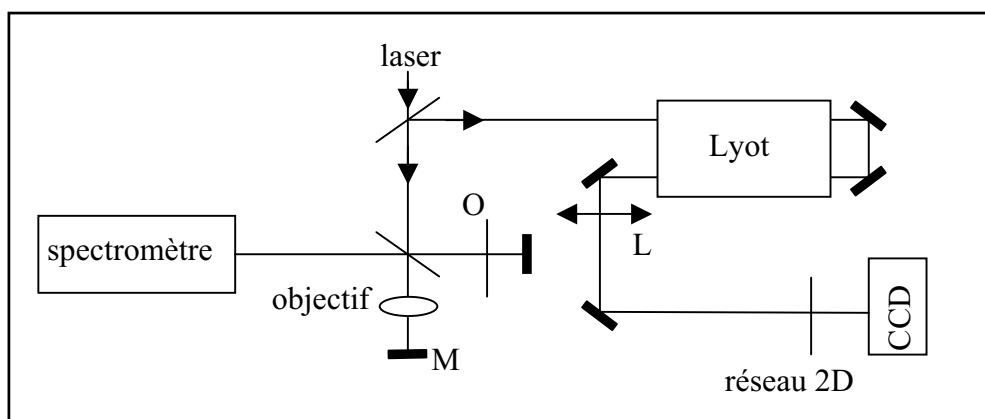 laser
Lyot
O
L
spectromètre
objectif
M
CCD
réseau 2D